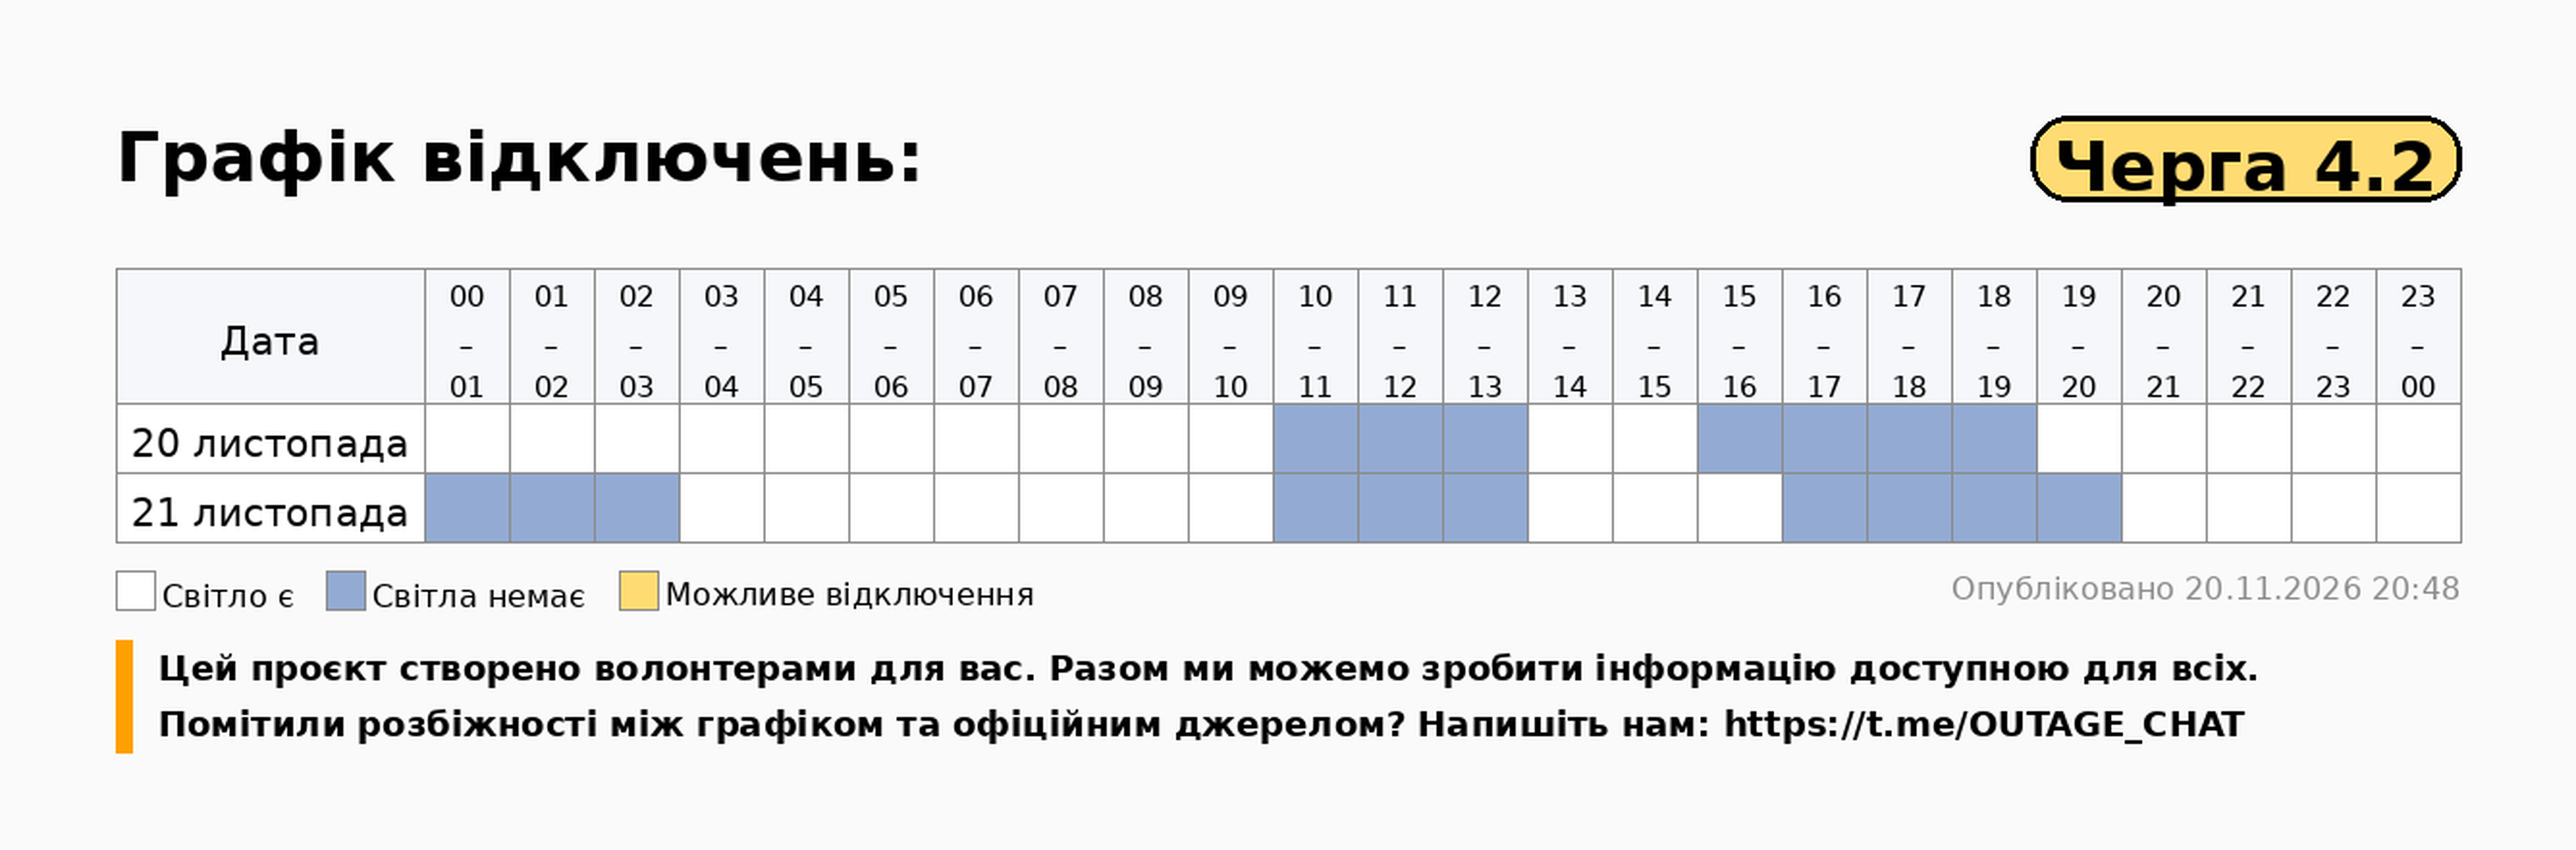 Графік відключень:
Черга 4.2
Дата
00 – 01
01 – 02
02 – 03
03 – 04
04 – 05
05 – 06
06 – 07
07 – 08
08 – 09
09 – 10
10 – 11
11 – 12
12 – 13
13 – 14
14 – 15
15 – 16
16 – 17
17 – 18
18 – 19
19 – 20
20 – 21
21 – 22
22 – 23
23 – 00
20 листопада
21 листопада
Світло є
Світла немає
Можливе відключення
Опубліковано 20.11.2026 20:48
Цей проєкт створено волонтерами для вас. Разом ми можемо зробити інформацію доступною для всіх.
Помітили розбіжності між графіком та офіційним джерелом? Напишіть нам: https://t.me/OUTAGE_CHAT